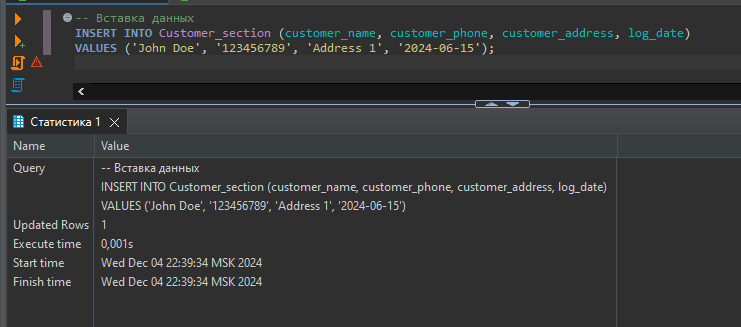 -- Вставка данных
INSERT INTO Customer_section (customer_name, customer_phone, customer_address, log_date)
VALUES ('John Doe', '123456789', 'Address 1', '2024-06-15');
Статистика 1
Name Value
Query -- Вставка данных
INSERT INTO Customer_section (customer_name, customer_phone, customer_address, log_date)
VALUES ('John Doe', '123456789', 'Address 1', '2024-06-15')
Updated Rows 1
Execute time 0,001s
Start time Wed Dec 04 22:39:34 MSK 2024
Finish time Wed Dec 04 22:39:34 MSK 2024